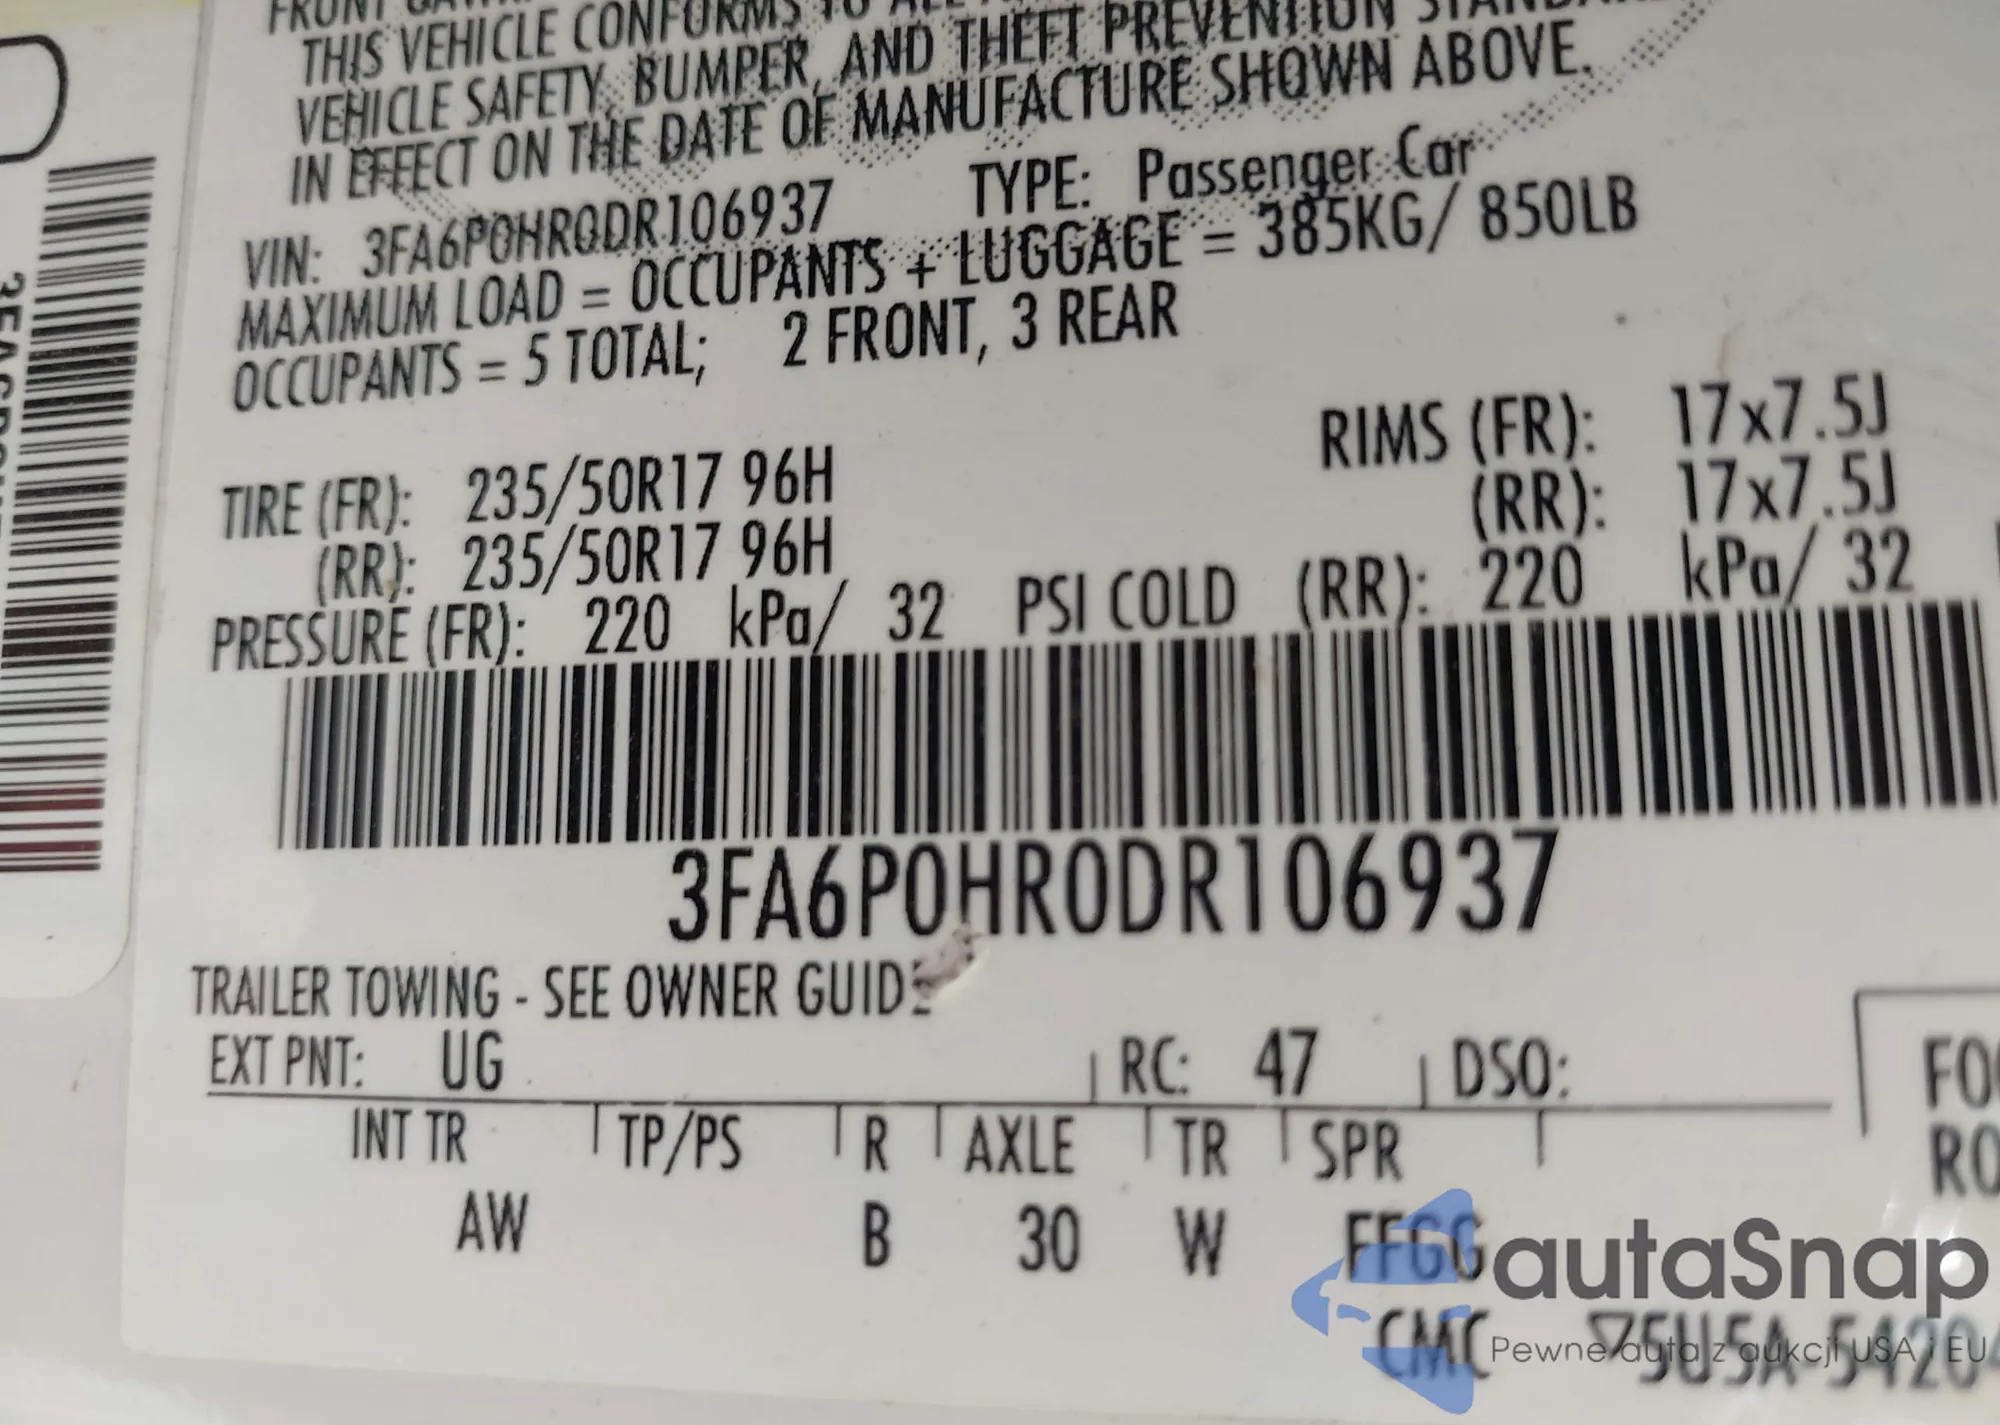 THIS VEHICLE CONFORMS TO
VEHICLE SAFETY, BUMPER, AND THEFT PREVENTION
IN EFFECT ON THE DATE OF MANUFACTURE SHOWN ABOVE.
VIN: 3FA6P0HR0DR106937 TYPE: Passenger Car
MAXIMUM LOAD = OCCUPANTS + LUGGAGE = 385KG/ 850LB
OCCUPANTS = 5 TOTAL; 2 FRONT, 3 REAR
TIRE (FR): 235/50R17 96H RIMS (FR): 17x7.5J
(RR): 235/50R17 96H (RR): 17x7.5J
PRESSURE (FR): 220 kPa/ 32 PSI COLD (RR): 220 kPa/ 32
3FA6P0HR0DR106937
TRAILER TOWING - SEE OWNER GUIDE
EXT PNT: UG RC: 47 DSO:
INT TR TP/PS R AXLE TR SPR
AW B 30 W FFGG
CMC
autaSnap
Pewne auta z aukcji USA i EU